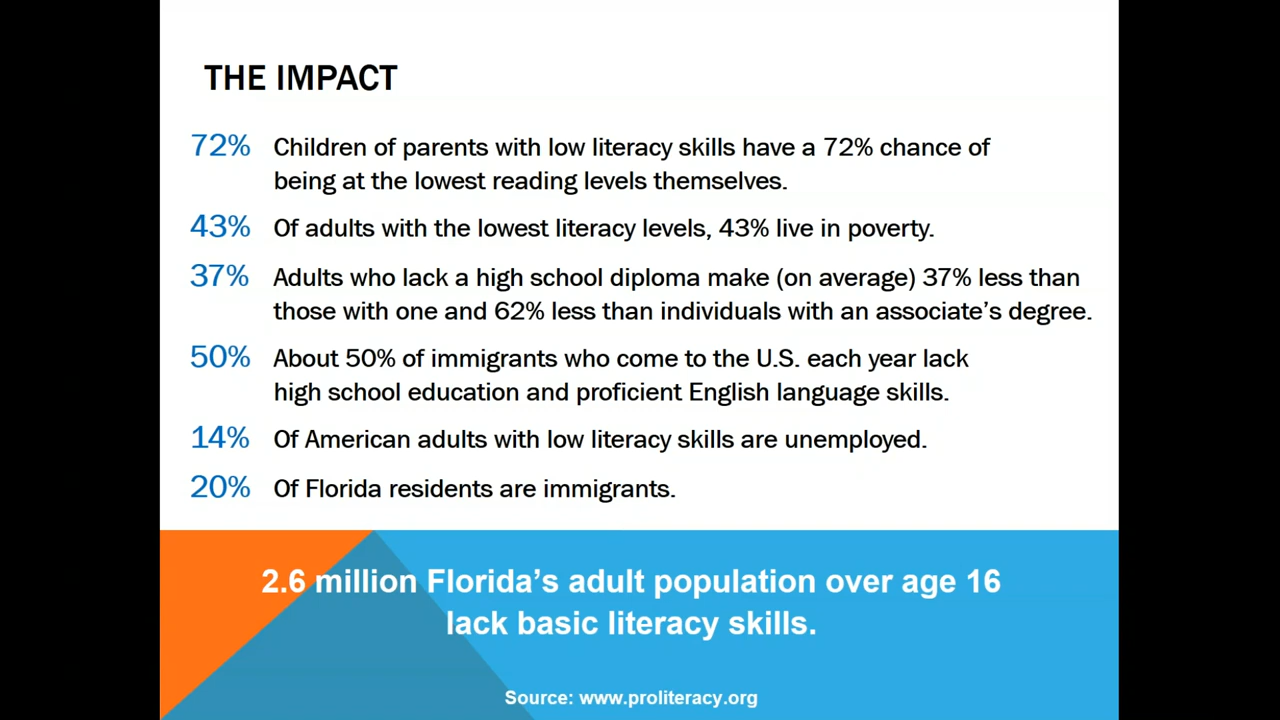 THE IMPACT
72% Children of parents with low literacy skills have a 72% chance of
being at the lowest reading levels themselves.
43% Of adults with the lowest literacy levels, 43% live in poverty.
37% Adults who lack a high school diploma make (on average) 37% less than
those with one and 62% less than individuals with an associate’s degree.
50% About 50% of immigrants who come to the U.S. each year lack
high school education and proficient English language skills.
14% Of American adults with low literacy skills are unemployed.
20% Of Florida residents are immigrants.
2.6 million Florida’s adult population over age 16
lack basic literacy skills.
Source: www.proliteracy.org